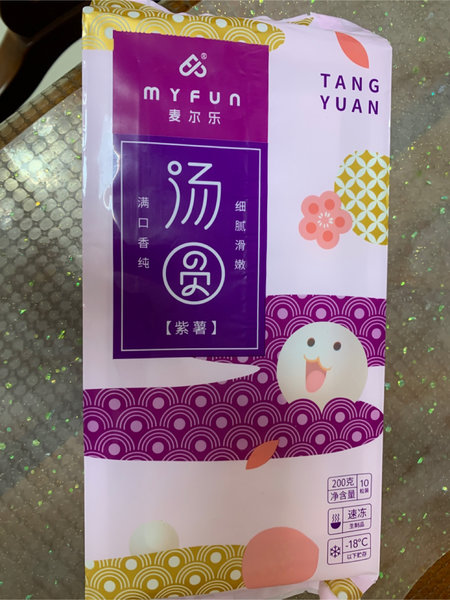 ®
MYFUN
麦尔乐
TANG
YUAN
汤圆
满口香纯
细腻滑嫩
【紫薯】
200克
净含量
10
粒装
速冻
生制品
-18°C
以下贮存